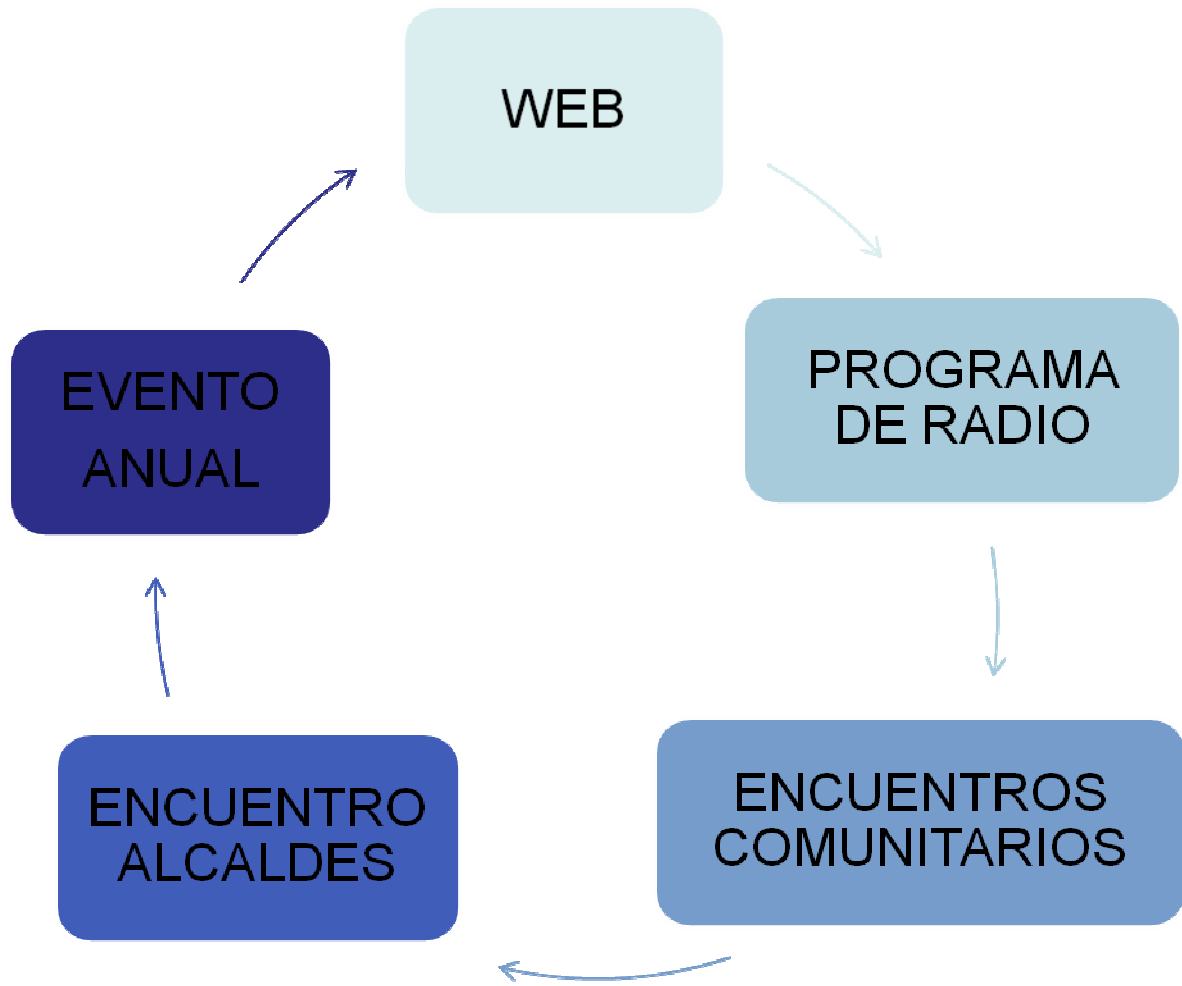 WEB
PROGRAMA
DE RADIO
ENCUENTROS
COMUNITARIOS
ENCUENTRO
ALCALDES
EVENTO
ANUAL